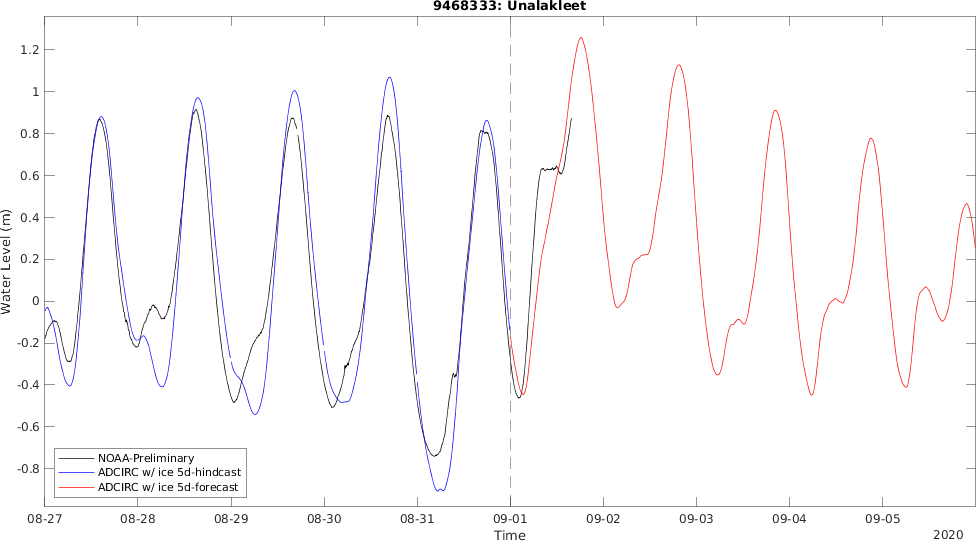 9468333: Unalakleet
1.2
1
0.8
0.6
0.4
0.2
0
-0.2
-0.4
-0.6
-0.8
Water Level (m)
NOAA-Preliminary
ADCIRC w/ ice 5d-hindcast
ADCIRC w/ ice 5d-forecast
08-27 08-28 08-29 08-30 08-31 09-01 09-02 09-03 09-04 09-05
Time
2020